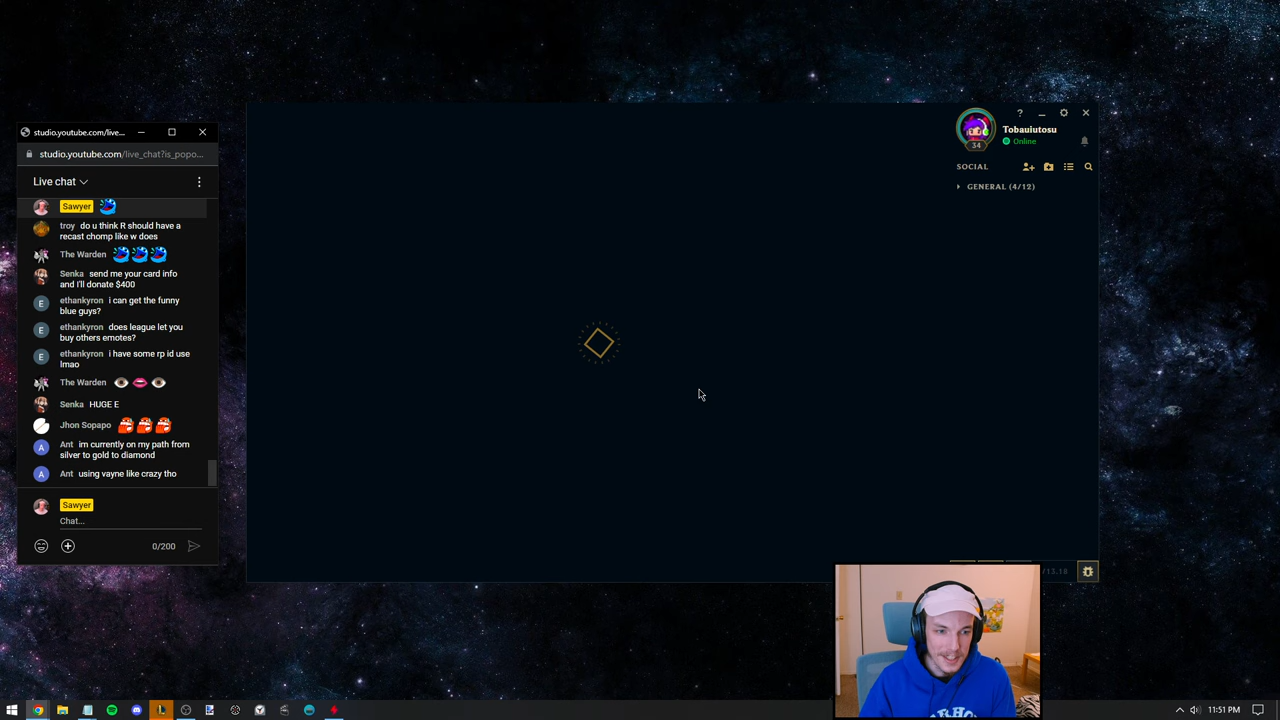 studio.youtube.com/live...
studio.youtube.com/live_chat?is_popo...
Live chat
Sawyer
troy do u think R should have a
recast chomp like w does
The Warden
Senka send me your card info
and I'll donate $400
E ethankyron i can get the funny
blue guys?
E ethankyron does league let you
buy others emotes?
E ethankyron i have some rp id use
lmao
The Warden
Senka HUGE E
Jhon Sopapo
A Ant im currently on my path from
silver to gold to diamond
A Ant using vayne like crazy tho
Sawyer
Chat...
0/200
?
Tobauiutosu
Online
34
SOCIAL
GENERAL (4/12)
/13.18
11:51 PM